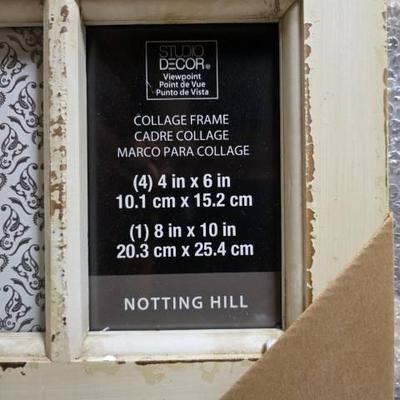 STUDIO
DECOR®
Viewpoint
Point de Vue
Punto de Vista
COLLAGE FRAME
CADRE COLLAGE
MARCO PARA COLLAGE
(4) 4 in x 6 in
10.1 cm x 15.2 cm
(1) 8 in x 10 in
20.3 cm x 25.4 cm
NOTTING HILL